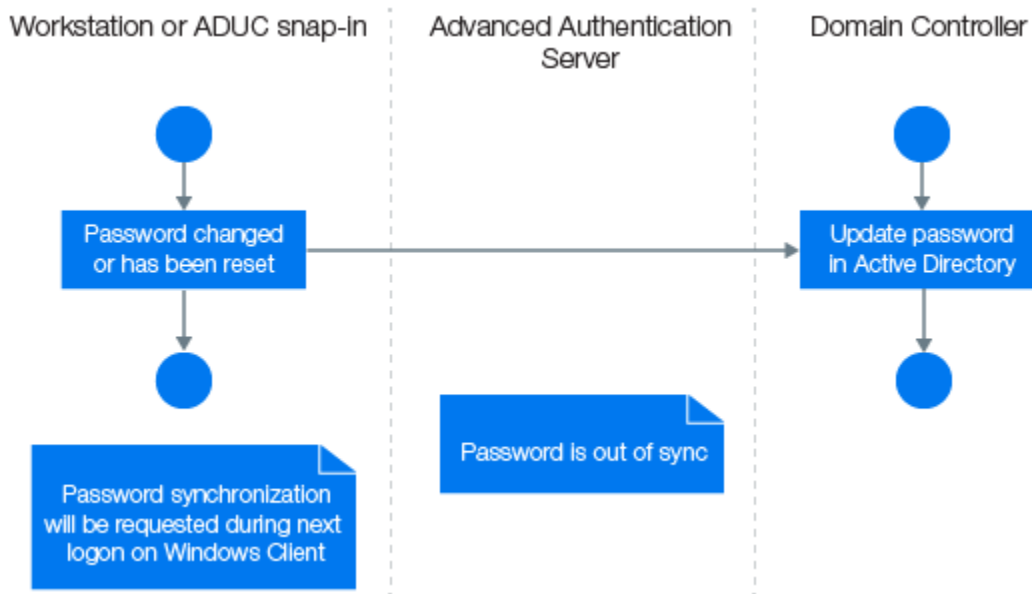 Workstation or ADUC snap-in
Advanced Authentication
Server
Domain Controller
Password changed
or has been reset
Update password
in Active Directory
Password is out of sync
Password synchronization
will be requested during next
logon on Windows Client